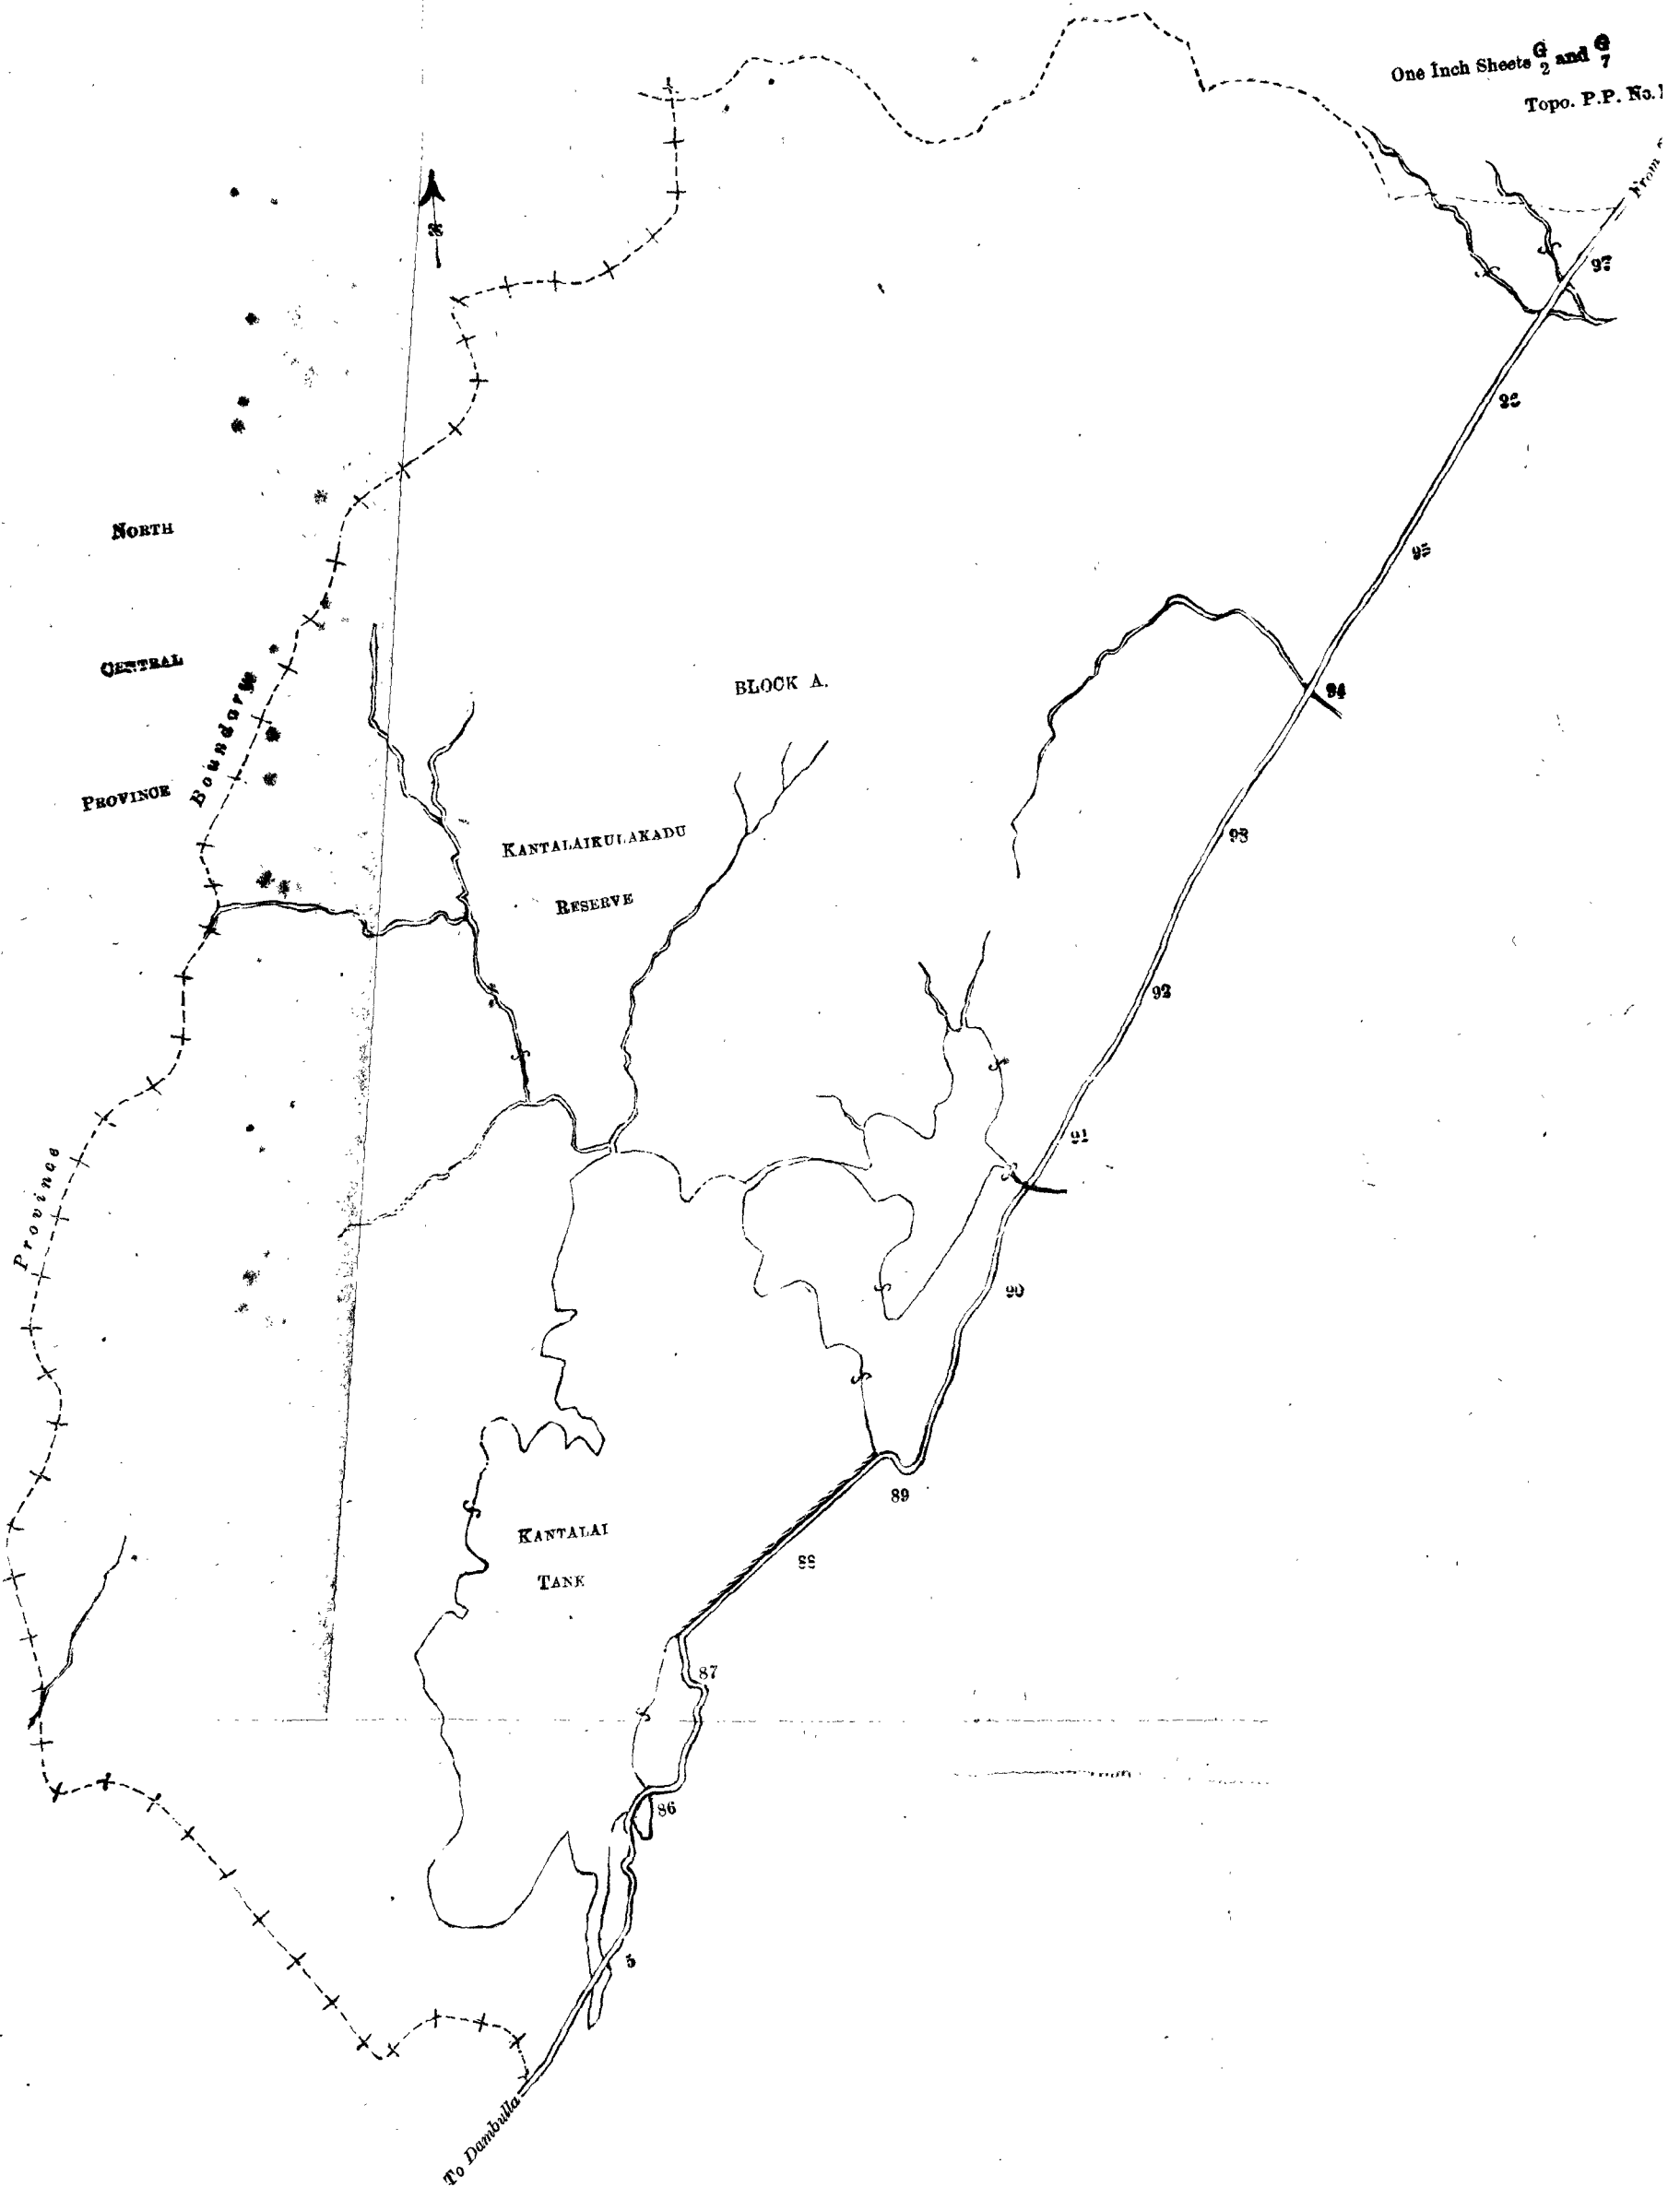 One Inch Sheets G/2 and G/7
Topo. P.P. No.
From
97
96
95
NORTH
CENTRAL
PROVINCE
Province Boundary
BLOCK A.
94
KANTALAIKULAKADU
RESERVE
93
92
91
90
89
KANTALAI
TANK
88
87
86
5
To Dambulla